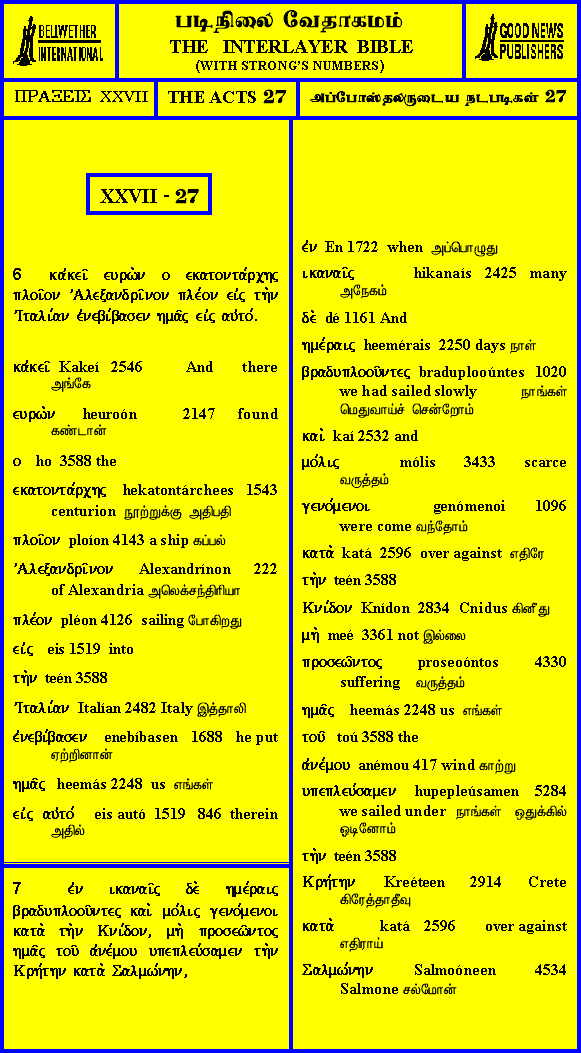 BELLWETHER
INTERNATIONAL
படிநிலை வேதாகமம்
THE INTERLAYER BIBLE
(WITH STRONG'S NUMBERS)
GOOD NEWS
PUBLISHERS
ΠΡΑΞΕΙΣ XXVII
THE ACTS 27
அப்போஸ்தலருடைய நடபடிகள் 27
XXVII - 27
6 κάκεῖ ευρὼν ο εκατοντάρχης
πλοῖον Ἀλεξανδρῖνον πλέον εἰς τὴν
Ἰταλίαν ἐνεβίβασεν ημᾶς εἰς αὐτό.
κάκεῖ Kakeí 2546 And there
அங்கே
ευρὼν heuroón 2147 found
கண்டான்
ο ho 3588 the
εκατοντάρχης hekatontárchees 1543
centurion நூற்றுக்கு அதிபதி
πλοῖον ploíon 4143 a ship கப்பல்
Ἀλεξανδρῖνον Alexandrínon 222
of Alexandria அலெக்சந்திரியா
πλέον pléon 4126 sailing போகிறது
εἰς eis 1519 into
τὴν teén 3588
Ἰταλίαν Italían 2482 Italy இத்தாலி
ἐνεβίβασεν enebíbasen 1688 he put
ஏற்றினான்
ημᾶς heemás 2248 us எங்கள்
εἰς αὐτό eis autó 1519 846 therein
அதில்
7 ἐν ικαναῖς δὲ ημέραις
βραδυπλοοῦντες καὶ μόλις γενόμενοι
κατὰ τὴν Κνίδον, μὴ προσεῶντος
ημᾶς τοῦ ἀνέμου υπεπλεύσαμεν τὴν
Κρήτην κατὰ Σαλμώνην,
ἐν En 1722 when அப்பொழுது
ικαναῖς hikanaís 2425 many
அநேகம்
δὲ dé 1161 And
ημέραις heemérais 2250 days நாள்
βραδυπλοοῦντες braduplooúntes 1020
we had sailed slowly நாங்கள்
மெதுவாய்ச் சென்றோம்
καὶ kaí 2532 and
μόλις mólis 3433 scarce
வருத்தம்
γενόμενοι genómenoi 1096
were come வந்தோம்
κατὰ katá 2596 over against எதிரே
τὴν teén 3588
Κνίδον Knídon 2834 Cnidus கினீது
μὴ meé 3361 not இல்லை
προσεῶντος proseoóntos 4330
suffering வருத்தம்
ημᾶς heemás 2248 us எங்கள்
τοῦ toú 3588 the
ἀνέμου anémou 417 wind காற்று
υπεπλεύσαμεν hupepleúsamen 5284
we sailed under நாங்கள் ஒதுக்கில்
ஓடினோம்
τὴν teén 3588
Κρήτην Kreéteen 2914 Crete
கிரேத்தாதீவு
κατὰ katá 2596 over against
எதிராய்
Σαλμώνην Salmoóneen 4534
Salmone சல்மோன்